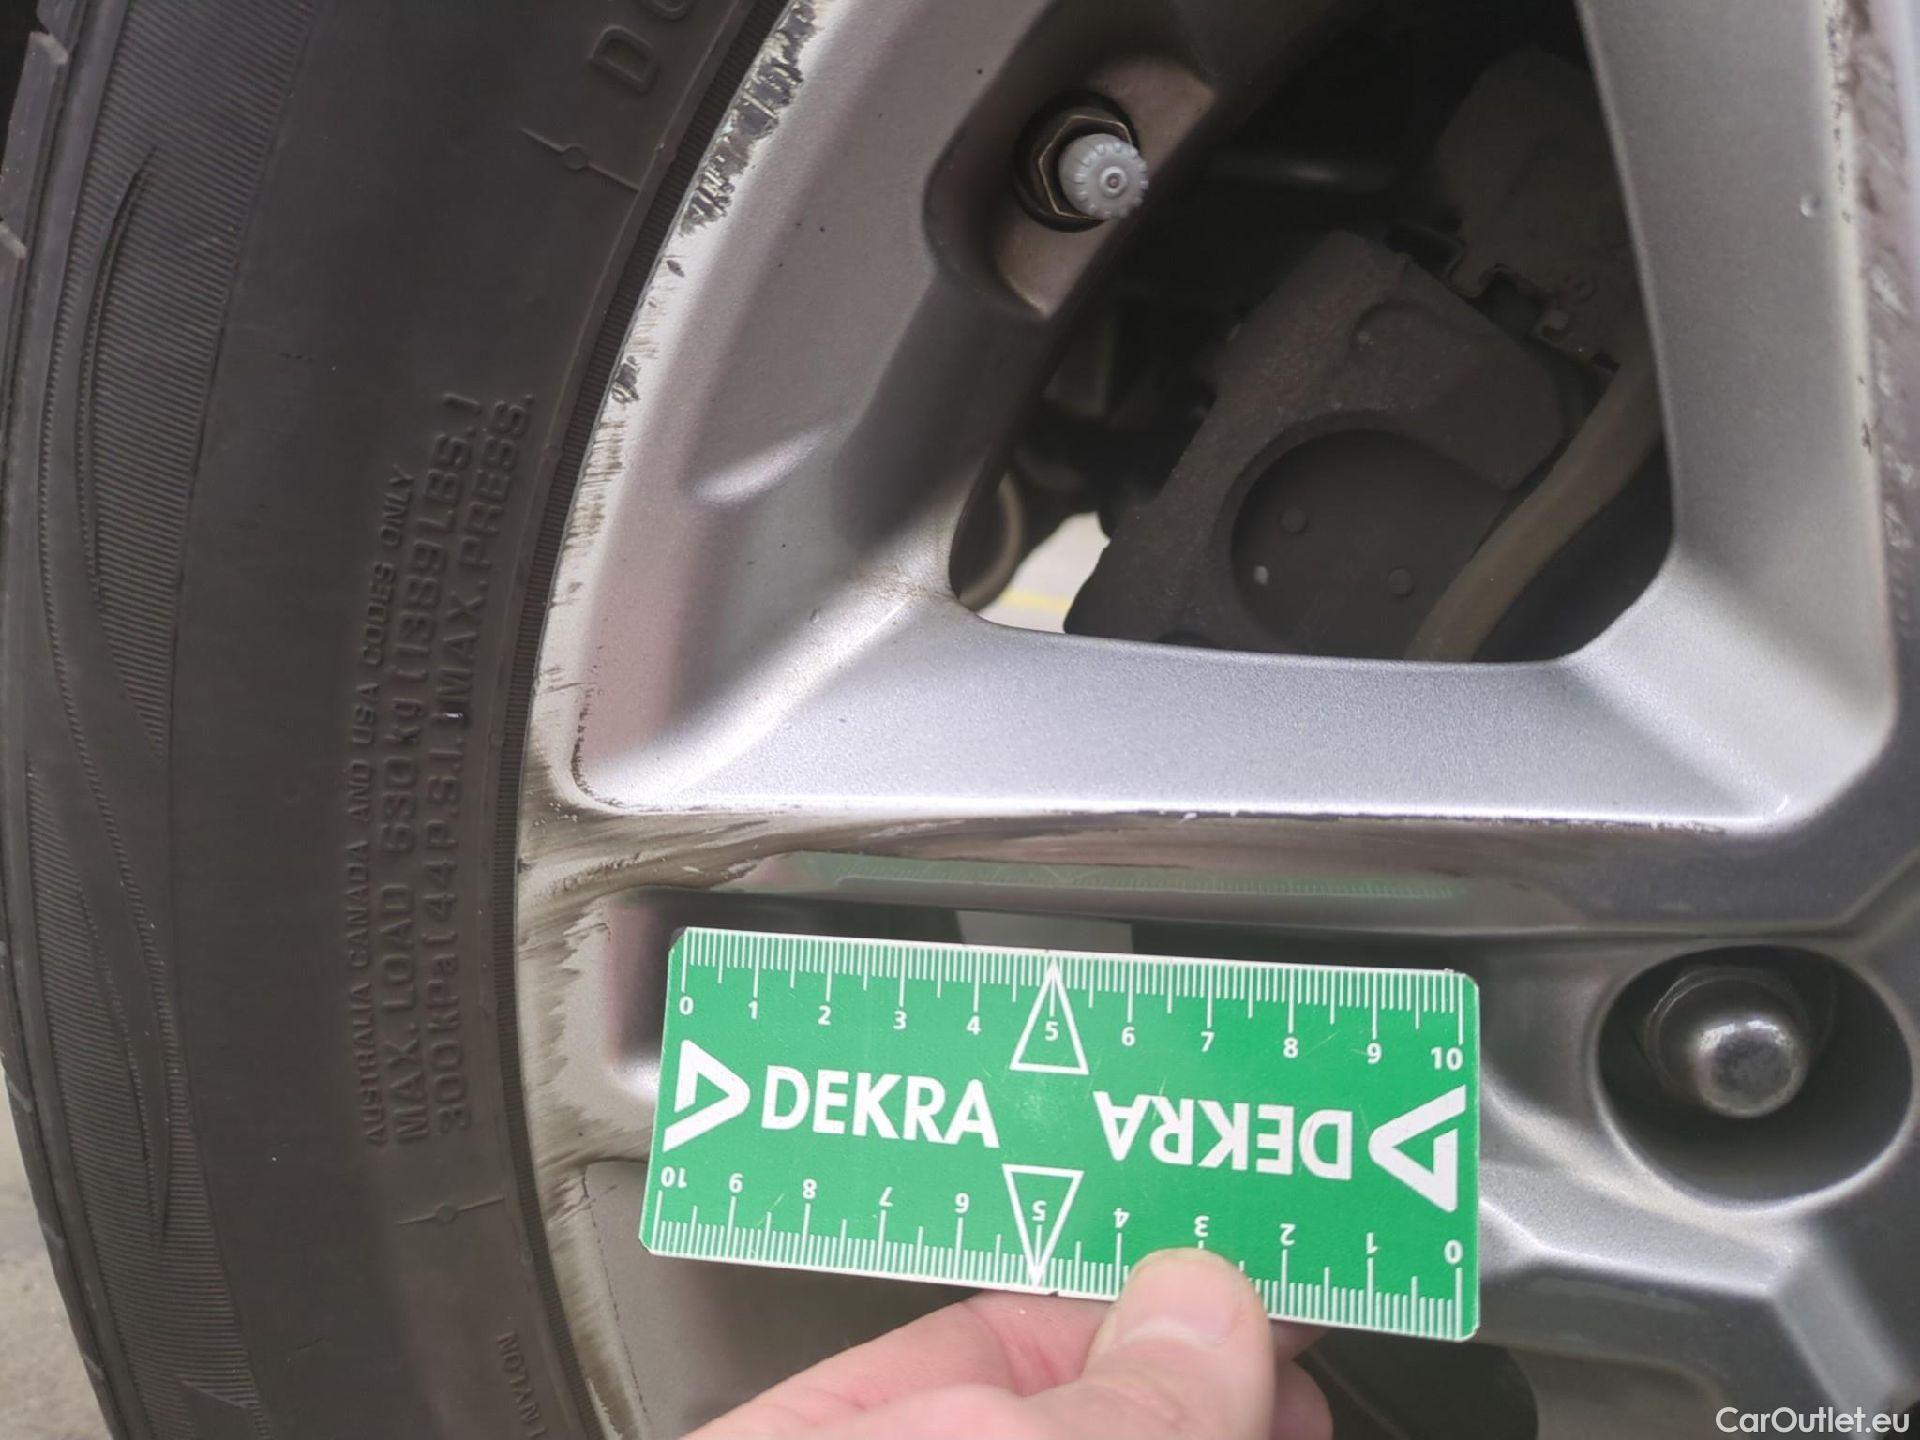 AUSTRALIA CANADA AND USA CODES ONLY
MAX. LOAD 630 kg (1389 LBS.)
300 kPa (44 P.S.I.) MAX. PRESS.
NYLON 1
0 1 2 3 4 5 6 7 8 9 10
DEKRA DEKRA
10 9 8 7 6 5 4 3 2 1 0
CarOutlet.eu